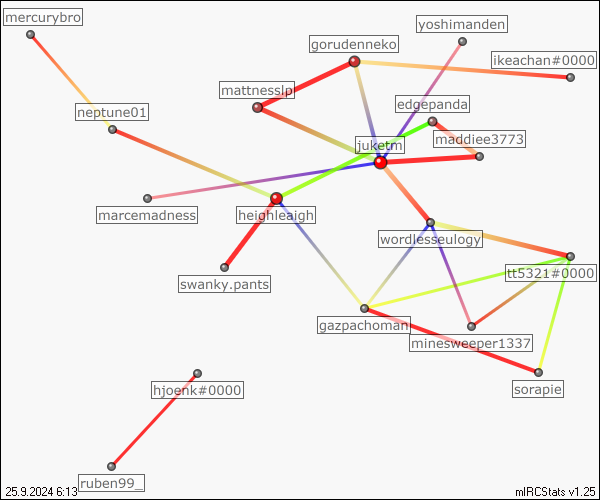 mercurybro
yoshimanden
gorudenneko
ikeachan#0000
mattnesslp
edgepanda
neptune01
maddiee3773
juketm
marcemadness
heighleaigh
wordlesseulogy
swanky.pants
tt5321#0000
gazpachoman
minesweeper1337
hjoenk#0000
sorapie
ruben99_
25.9.2024 6:13
mIRCStats v1.25